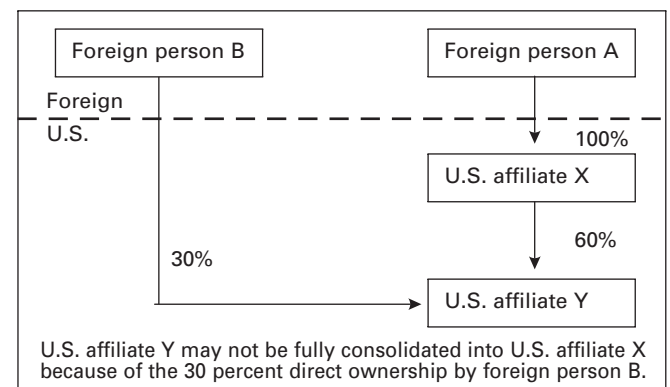 Foreign person B
Foreign person A
Foreign
U.S.
100%
U.S. affiliate X
60%
30%
U.S. affiliate Y
U.S. affiliate Y may not be fully consolidated into U.S. affiliate X
because of the 30 percent direct ownership by foreign person B.